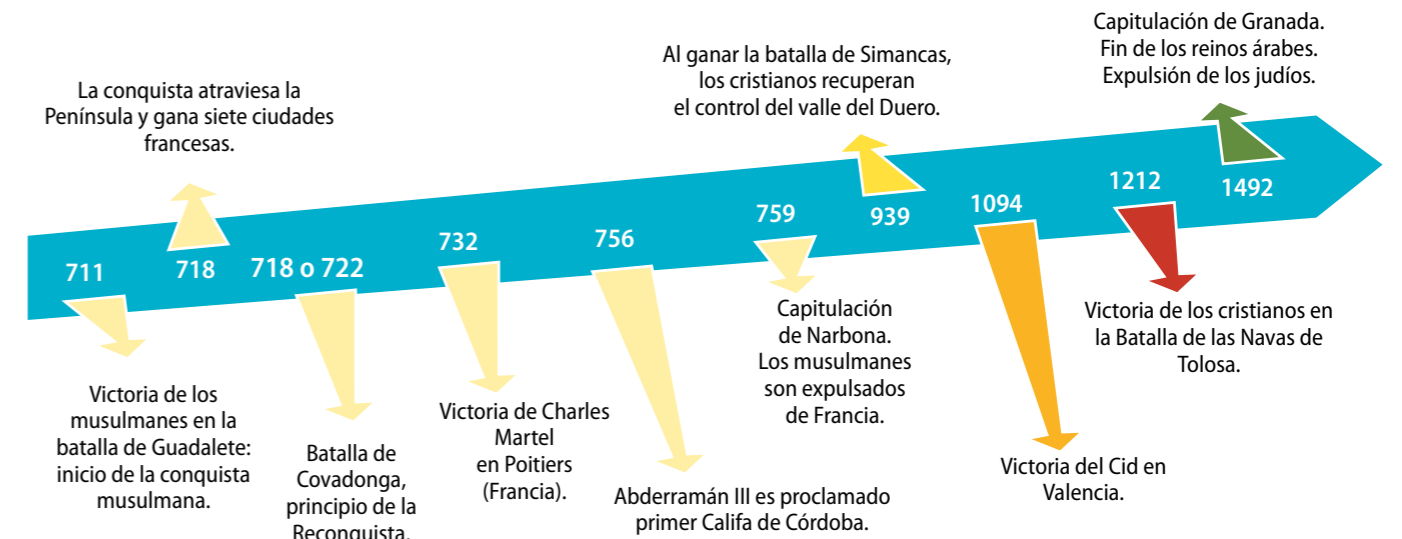 La conquista atraviesa la
Península y gana siete ciudades
francesas.
Al ganar la batalla de Simancas,
los cristianos recuperan
el control del valle del Duero.
Capitulación de Granada.
Fin de los reinos árabes.
Expulsión de los judíos.
711
718
718 o 722
732
756
759
939
1094
1212
1492
Victoria de los
musulmanes en la
batalla de Guadalete:
inicio de la conquista
musulmana.
Batalla de
Covadonga,
principio de la
Reconquista.
Victoria de Charles
Martel
en Poitiers
(Francia).
Abderramán III es proclamado
primer Califa de Córdoba.
Capitulación
de Narbona.
Los musulmanes
son expulsados
de Francia.
Victoria del Cid en
Valencia.
Victoria de los cristianos en
la Batalla de las Navas de
Tolosa.